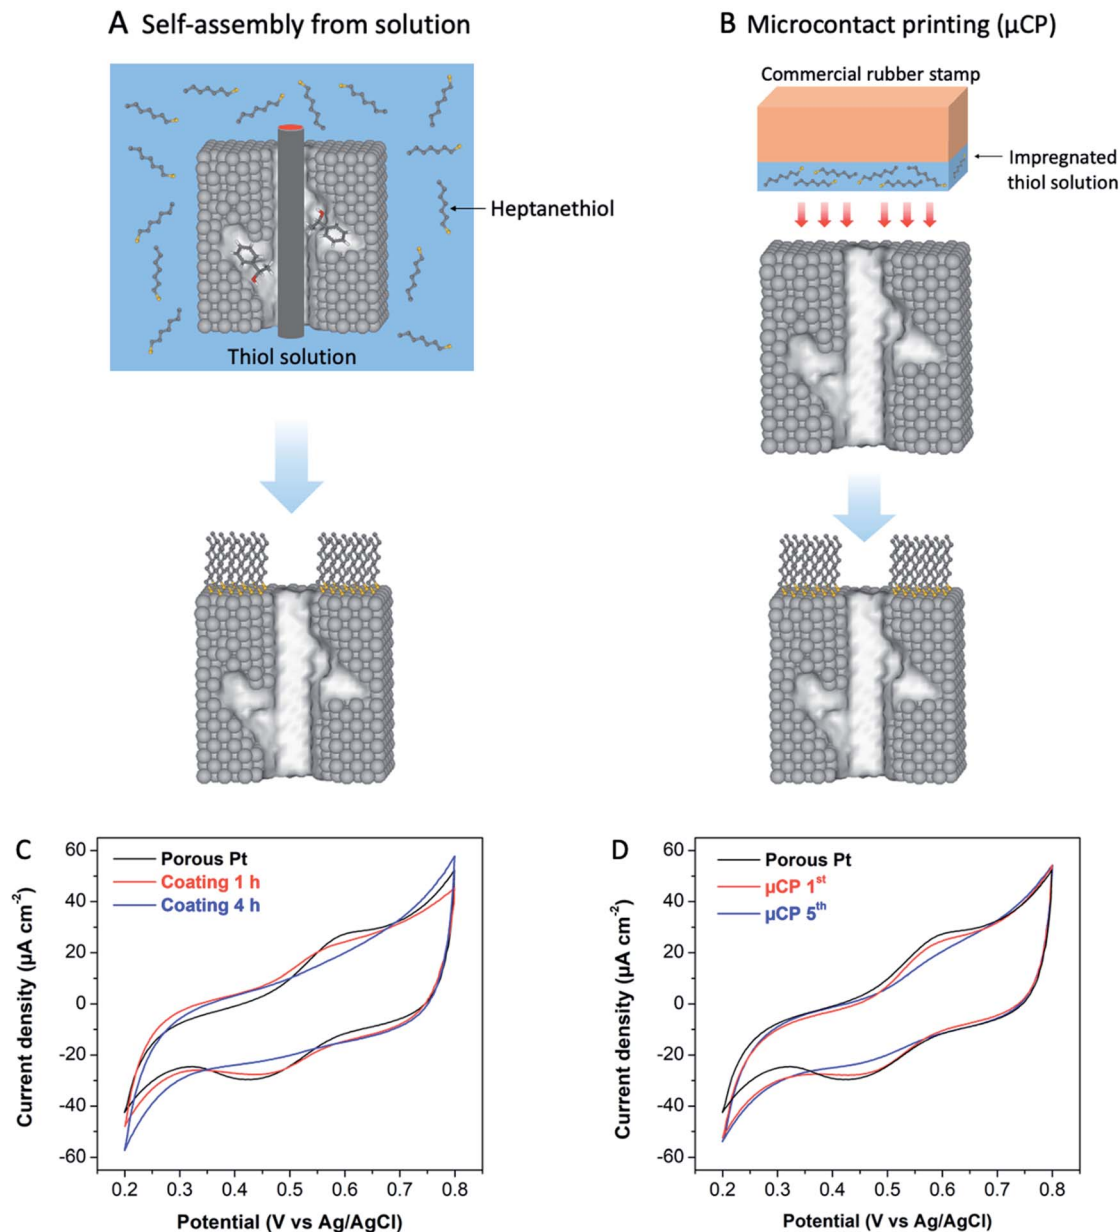 A Self-assembly from solution
Heptanethiol
Thiol solution
B Microcontact printing (μCP)
Commercial rubber stamp
Impregnated
thiol solution
C
Porous Pt
Coating 1 h
Coating 4 h
Current density (μA cm⁻²)
60
40
20
0
-20
-40
-60
0.2 0.3 0.4 0.5 0.6 0.7 0.8
Potential (V vs Ag/AgCl)
D
Porous Pt
μCP 1ˢᵗ
μCP 5ᵗʰ
Current density (μA cm⁻²)
60
40
20
0
-20
-40
-60
0.2 0.3 0.4 0.5 0.6 0.7 0.8
Potential (V vs Ag/AgCl)